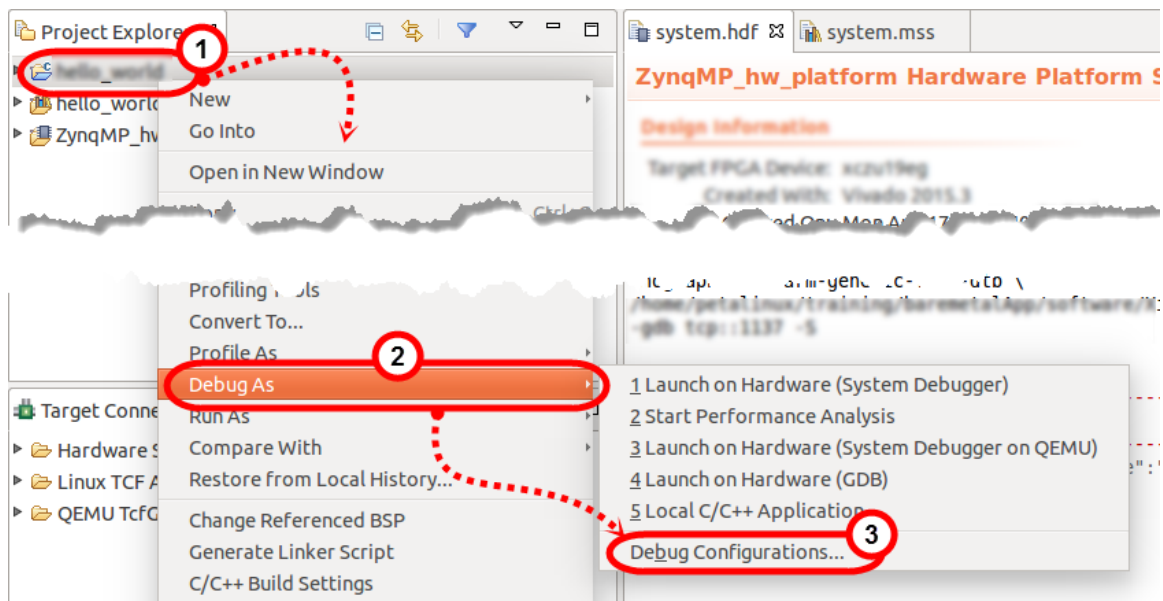 Project Explore
system.hdf
system.mss
1
hello_world
ZynqMP_hw_platform Hardware Platform S
hello_world
New
ZynqMP_hw
Go Into
Design Information
Open in New Window
Target FPGA Device: xczu19eg
Created With: Vivado 2015.3
Profiling
Convert To...
/home/petalinux/training/baremetalApp/software/Xi
-gdb tcp::1137 -S
Profile As
2
Debug As
1 Launch on Hardware (System Debugger)
Target Conne
Run As
2 Start Performance Analysis
Hardware S
Compare With
3 Launch on Hardware (System Debugger on QEMU)
Linux TCF A
Restore from Local History...
4 Launch on Hardware (GDB)
QEMU TcfG
Change Referenced BSP
5 Local C/C++ Application
3
Generate Linker Script
Debug Configurations...
C/C++ Build Settings